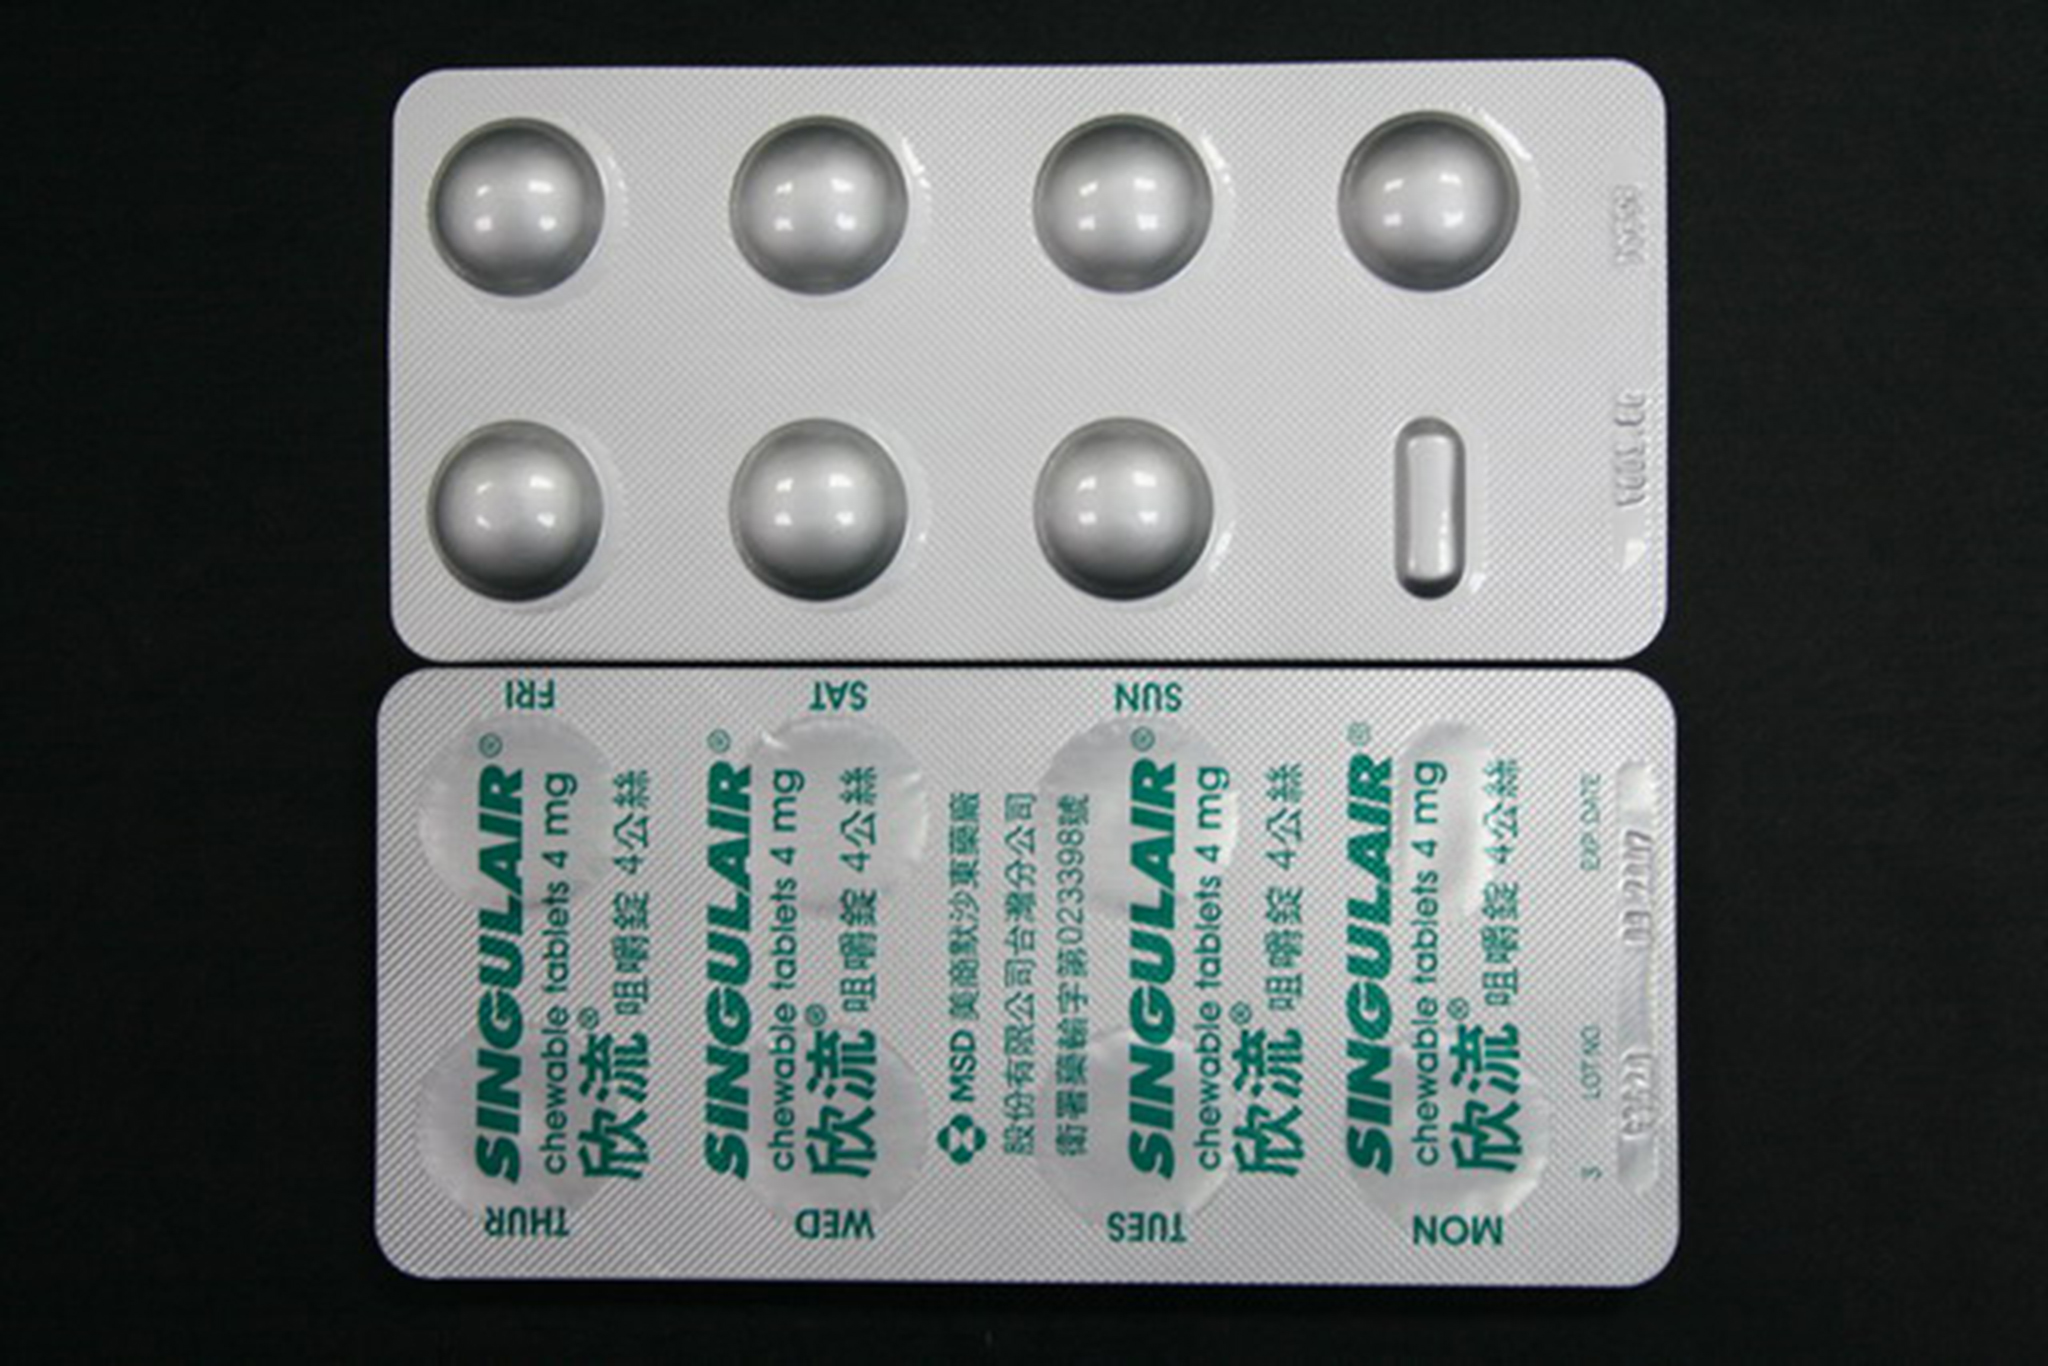 FRI
SAT
SUN
SINGULAIR®
chewable tablets 4 mg
欣流® 咀嚼錠 4公絲
SINGULAIR®
chewable tablets 4 mg
欣流® 咀嚼錠 4公絲
MSD 美商默沙東藥廠
股份有限公司台灣分公司
衛署藥輸字第023398號
SINGULAIR®
chewable tablets 4 mg
欣流® 咀嚼錠 4公絲
SINGULAIR®
chewable tablets 4 mg
欣流® 咀嚼錠 4公絲
3 LOT NO. EXP. DATE
09 2007
THUR
WED
TUES
MON